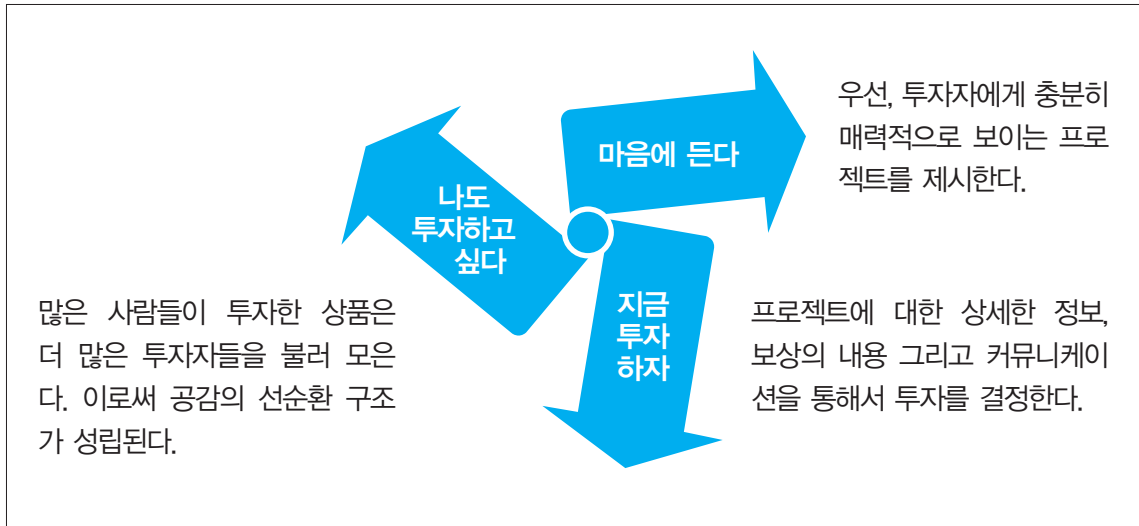 마음에 든다
우선, 투자자에게 충분히
매력적으로 보이는 프로
젝트를 제시한다.
지금
투자
하자
프로젝트에 대한 상세한 정보,
보상의 내용 그리고 커뮤니케이
션을 통해서 투자를 결정한다.
나도
투자하고
싶다
많은 사람들이 투자한 상품은
더 많은 투자자들을 불러 모은
다. 이로써 공감의 선순환 구조
가 성립된다.